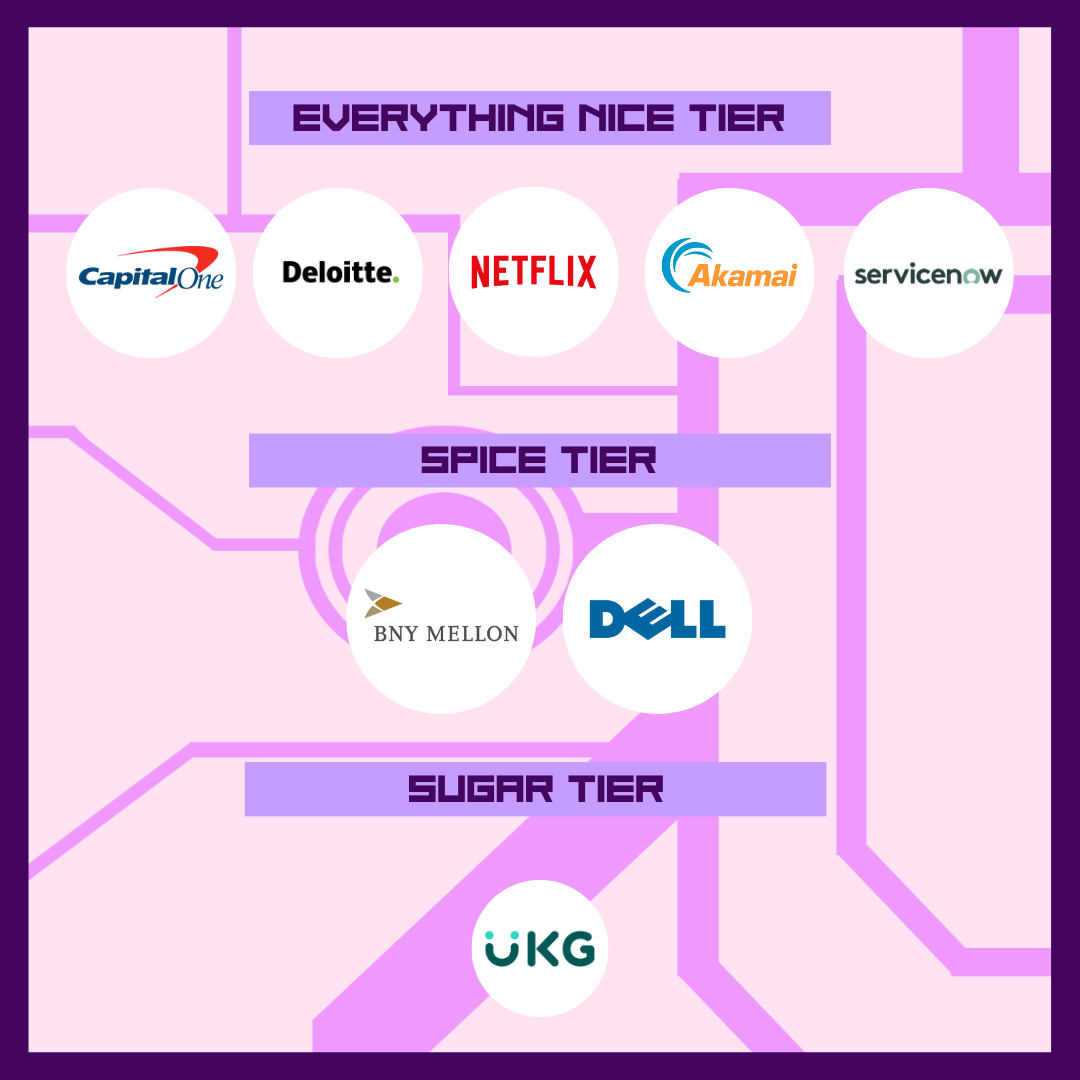 EVERYTHING NICE TIER
CapitalOne
Deloitte.
NETFLIX
Akamai
servicenow
SPICE TIER
BNY MELLON
DELL
SUGAR TIER
UKG